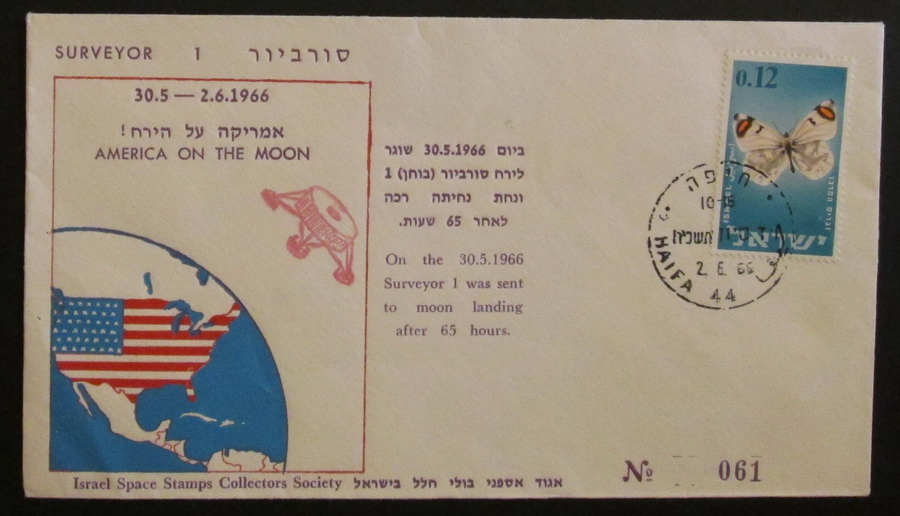 SURVEYOR 1 סורביור
30.5 — 2.6.1966
אמריקה על הירח!
AMERICA ON THE MOON
ביום 30.5.1966 שוגר
לירח סורביור (בוחן) 1
ונחת נחיתה רכה
לאחר 65 שעות.
On the 30.5.1966
Surveyor 1 was sent
to moon landing
after 65 hours.
0.12
ISRAEL
ישראל
חיפה
10-15
תשכ"ו
2.6.66
HAIFA
44
Israel Space Stamps Collectors Society אגוד אספני בולי חלל בישראל
№ 061